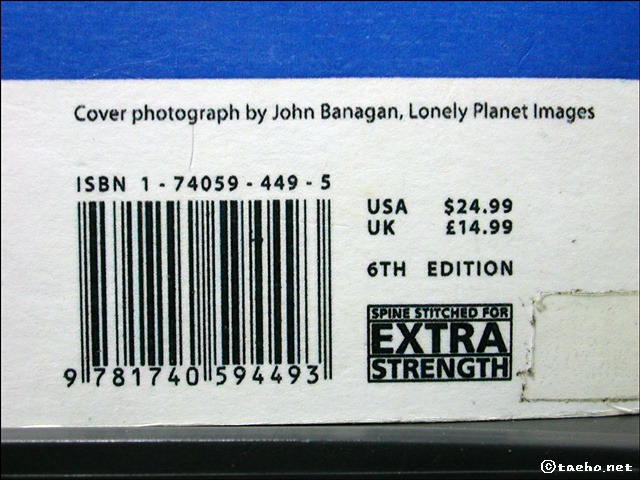 Cover photograph by John Banagan, Lonely Planet Images
ISBN 1 - 74059 - 449 - 5
USA $24.99
UK £14.99
6TH EDITION
SPINE STITCHED FOR
EXTRA
STRENGTH
9 781740 594493
©taeho.net